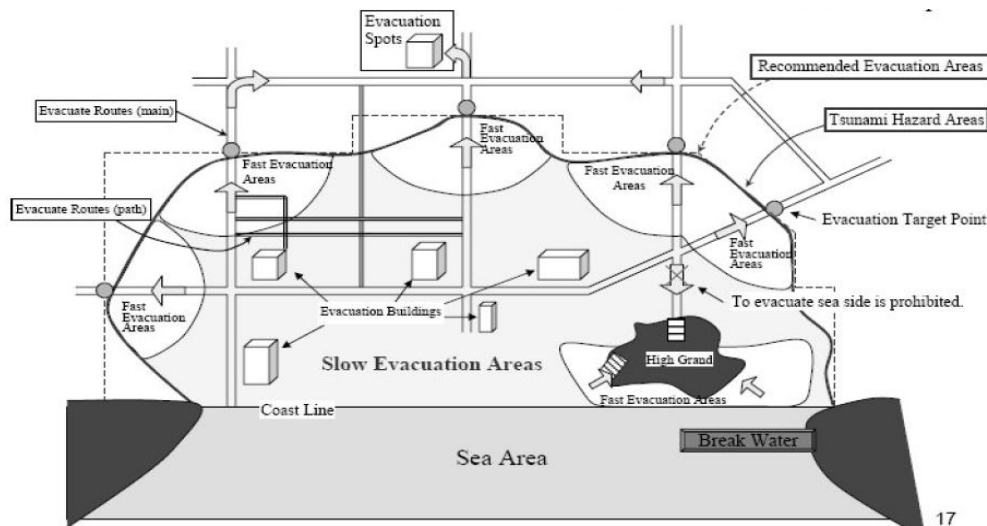 Evacuation
Spots
Recommended Evacuation Areas
Evacuate Routes (main)
Tsunami Hazard Areas
Fast
Evacuation
Areas
Fast Evacuation
Areas
Fast Evacuation
Areas
Evacuate Routes (path)
Evacuation Target Point
Fast
Evacuation
Areas
Fast
Evacuation
Areas
To evacuate sea side is prohibited.
Evacuation Buildings
Slow Evacuation Areas
High Grand
Fast Evacuation Areas
Coast Line
Break Water
Sea Area
17